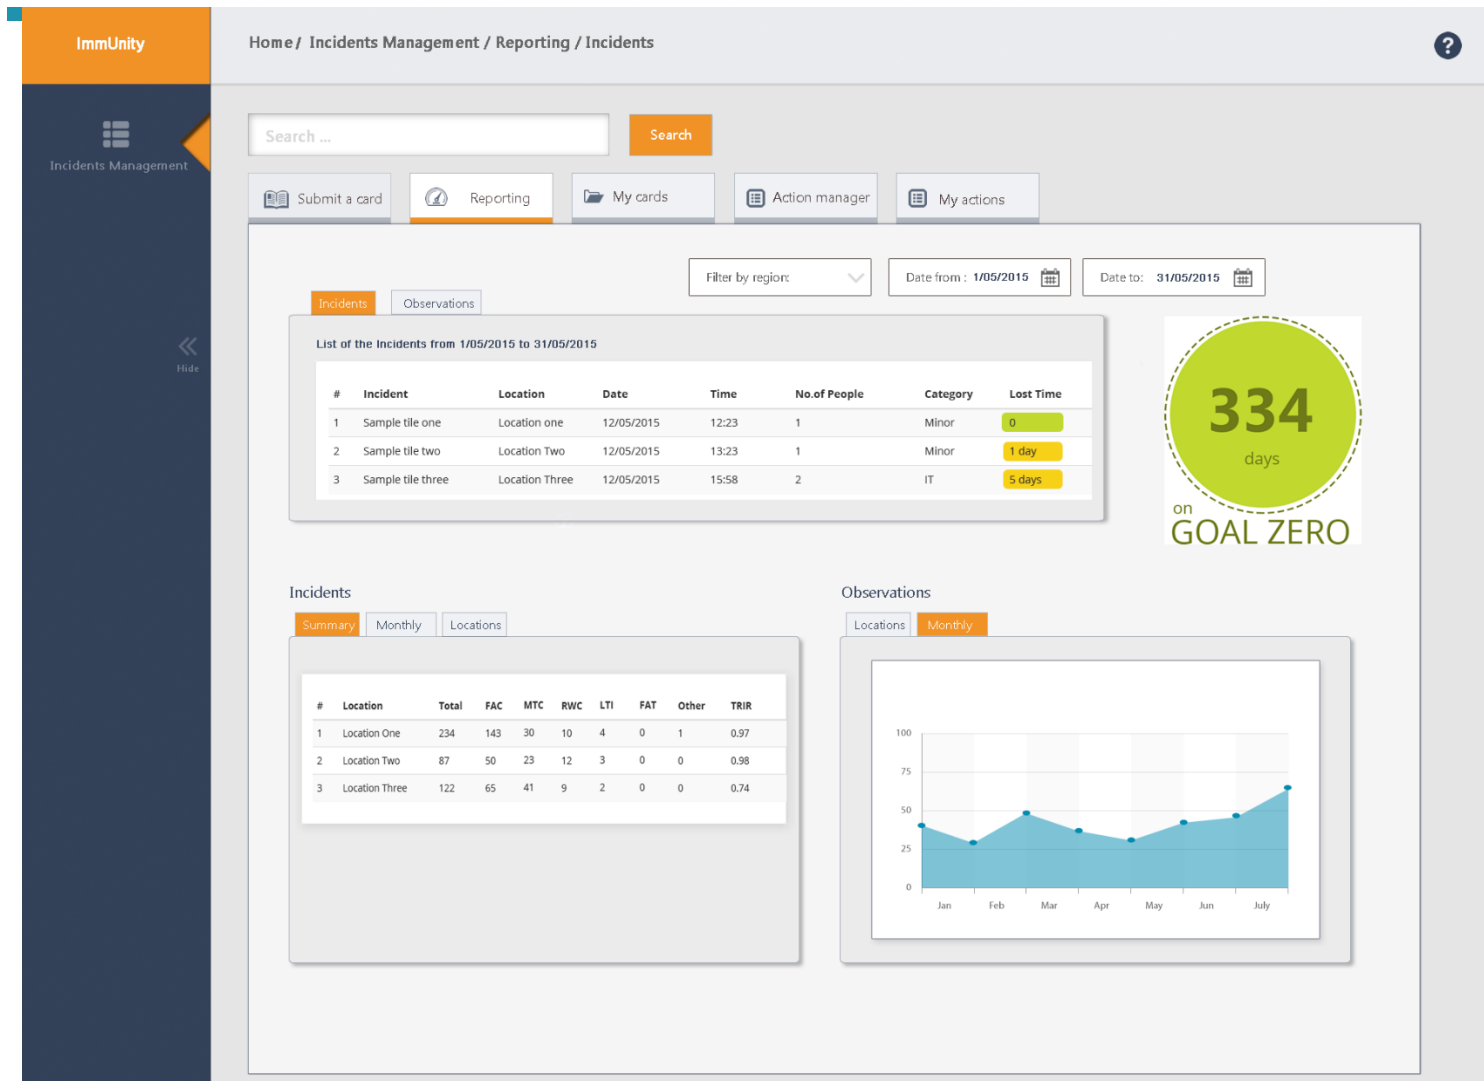 ImmUnity
Home / Incidents Management / Reporting / Incidents
?
Incidents Management
Hide
Search ...
Search
Submit a card
Reporting
My cards
Action manager
My actions
Filter by region:
Date from : 1/05/2015
Date to: 31/05/2015
Incidents Observations
List of the Incidents from 1/05/2015 to 31/05/2015
# Incident Location Date Time No.of People Category Lost Time
1 Sample tile one Location one 12/05/2015 12:23 1 Minor 0
2 Sample tile two Location Two 12/05/2015 13:23 1 Minor 1 day
3 Sample tile three Location Three 12/05/2015 15:58 2 IT 5 days
334
days
on
GOAL ZERO
Incidents
Summary Monthly Locations
# Location Total FAC MTC RWC LTI FAT Other TRIR
1 Location One 234 143 30 10 4 0 1 0.97
2 Location Two 87 50 23 12 3 0 0 0.98
3 Location Three 122 65 41 9 2 0 0 0.74
Observations
Locations Monthly
100
75
50
25
0
Jan Feb Mar Apr May Jun July